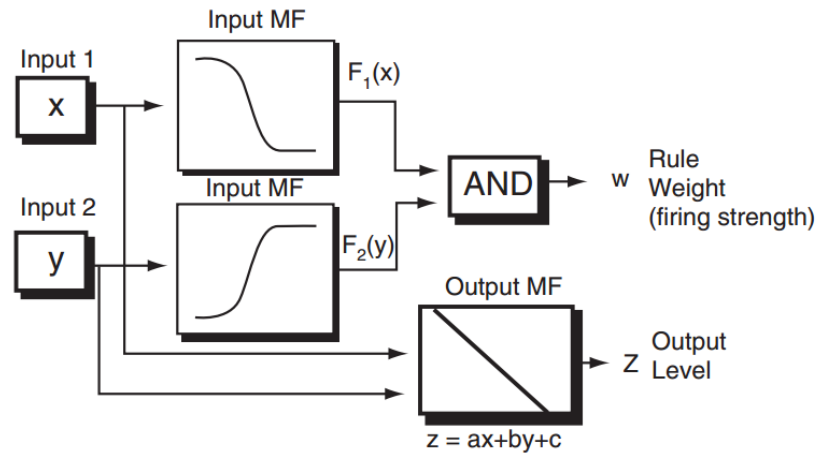 Input MF
Input 1
x
F1(x)
AND
w
Rule
Weight
(firing strength)
Input MF
Input 2
y
F2(y)
Output MF
z
Output
Level
z = ax+by+c